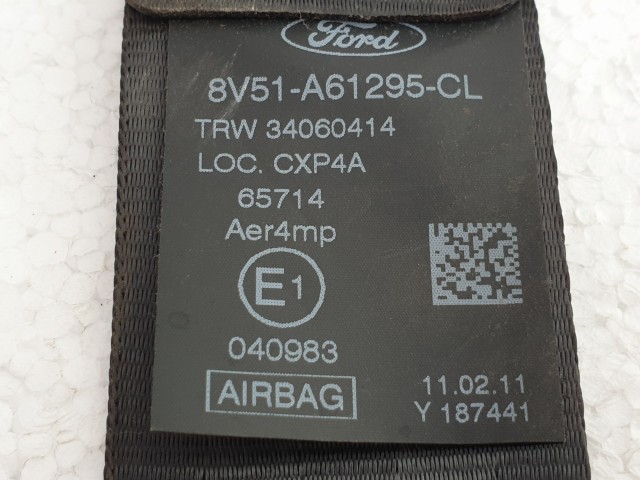 Ford
8V51-A61295-CL
TRW 34060414
LOC. CXP4A
65714
Aer4mp
E1
040983
AIRBAG
11.02.11
Y 187441